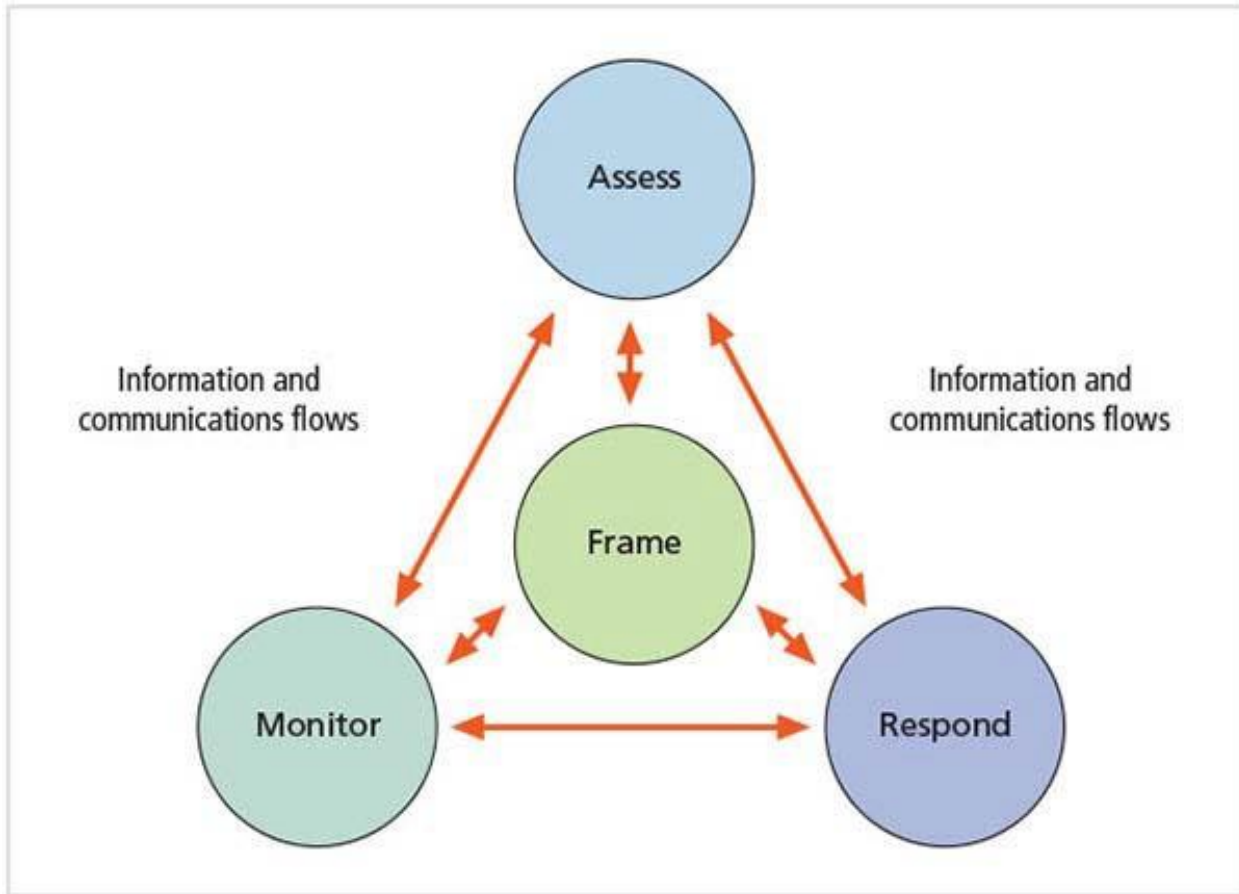 Assess
Information and
communications flows
Information and
communications flows
Frame
Monitor
Respond